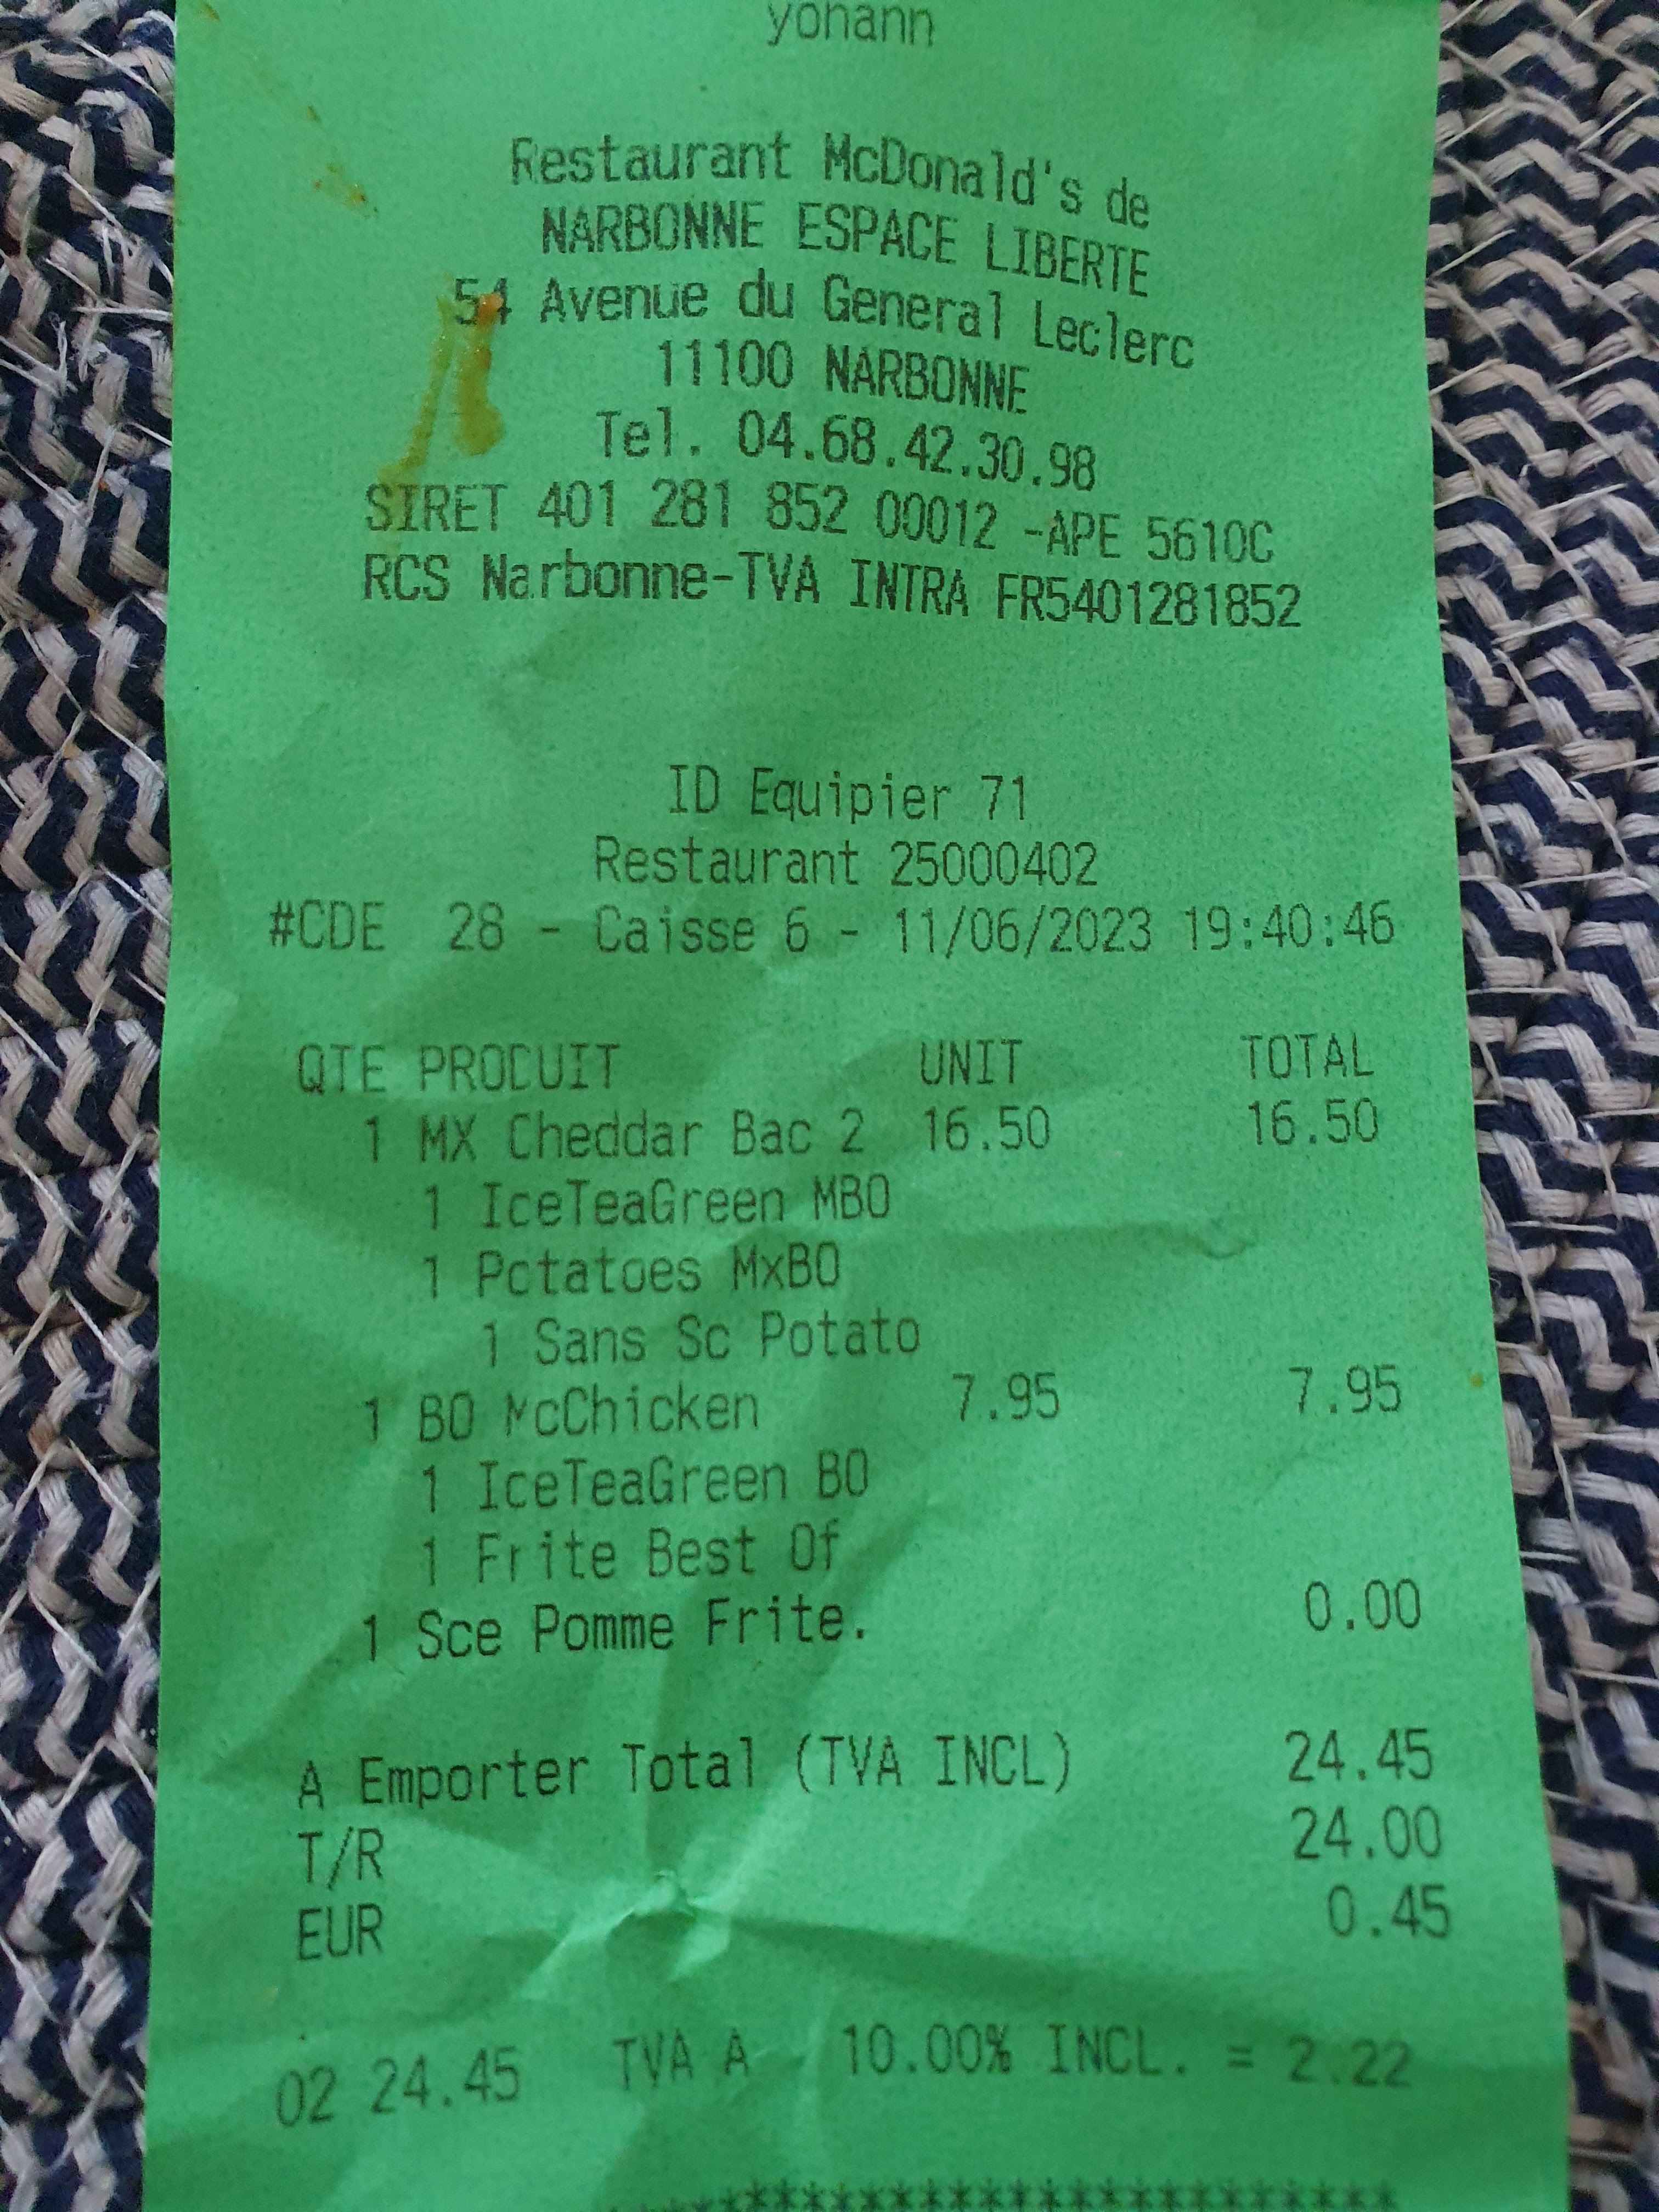 yohann
Restaurant McDonald's de
NARBONNE ESPACE LIBERTE
54 Avenue du General Leclerc
11100 NARBONNE
Tel. 04.68.42.30.98
SIRET 401 281 852 00012 -APE 5610C
RCS Narbonne-TVA INTRA FR5401281852
ID Equipier 71
Restaurant 25000402
#CDE 28 - Caisse 6 - 11/06/2023 19:40:46
QTE PRODUIT UNIT TOTAL
1 MX Cheddar Bac 2 16.50 16.50
1 IceTeaGreen MBO
1 Potatoes MxBO
1 Sans Sc Potato
1 BO McChicken 7.95 7.95
1 IceTeaGreen BO
1 Frite Best Of
1 Sce Pomme Frite. 0.00
A Emporter Total (TVA INCL) 24.45
T/R 24.00
EUR 0.45
02 24.45 TVA A 10.00% INCL. = 2.22